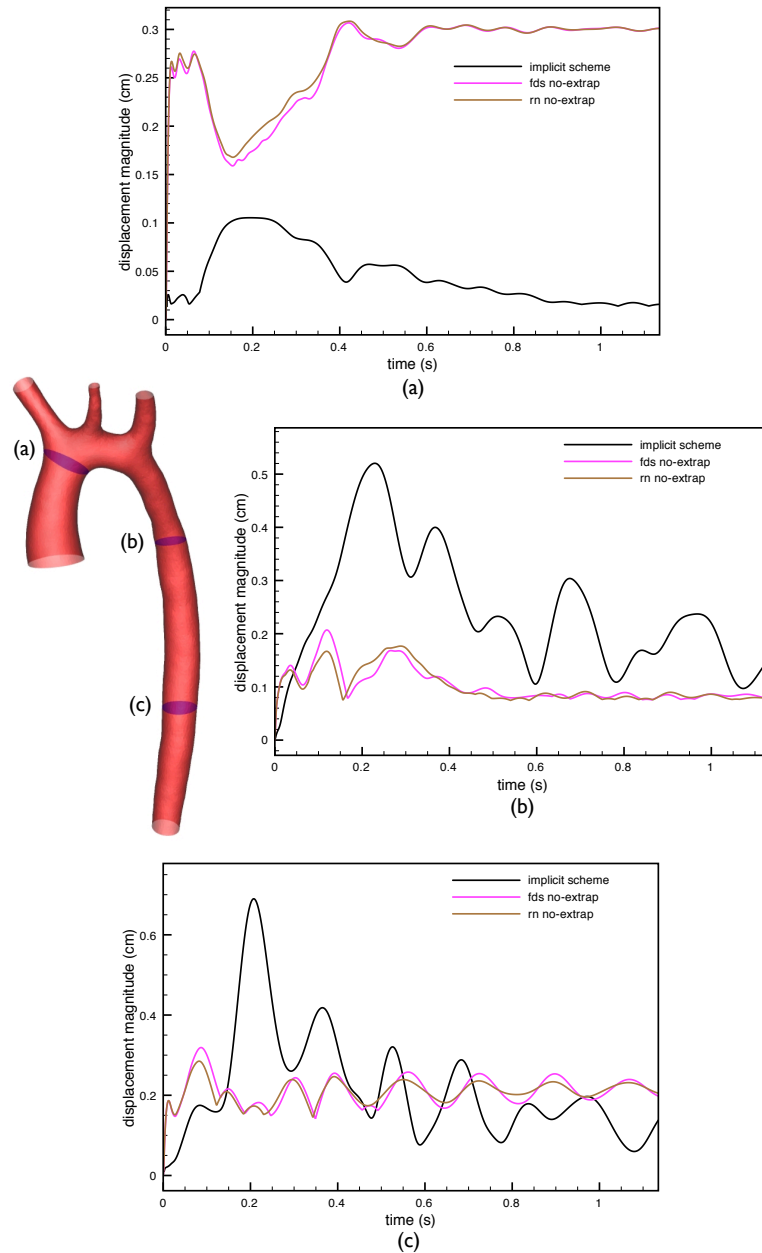 displacement magnitude (cm)
0.3
0.25
0.2
0.15
0.1
0.05
0
implicit scheme
fds no-extrap
rn no-extrap
0
0.2
0.4
0.6
0.8
1
time (s)
(a)
(a)
(b)
(c)
displacement magnitude (cm)
0.5
0.4
0.3
0.2
0.1
0
implicit scheme
fds no-extrap
rn no-extrap
0
0.2
0.4
0.6
0.8
1
time (s)
(b)
displacement magnitude (cm)
0.6
0.4
0.2
0
implicit scheme
fds no-extrap
rn no-extrap
0
0.2
0.4
0.6
0.8
1
time (s)
(c)